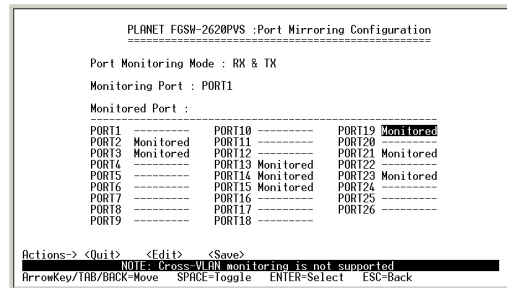 PLANET FGSW-2620PVS :Port Mirroring Configuration
==============================================
Port Monitoring Mode : RX & TX
Monitoring Port : PORT1
Monitored Port :
-----------------------------------------------------
PORT1 --------- PORT10 --------- PORT19 Monitored
PORT2 Monitored PORT11 --------- PORT20 ---------
PORT3 Monitored PORT12 --------- PORT21 Monitored
PORT4 --------- PORT13 Monitored PORT22 ---------
PORT5 --------- PORT14 Monitored PORT23 Monitored
PORT6 --------- PORT15 Monitored PORT24 ---------
PORT7 --------- PORT16 --------- PORT25 ---------
PORT8 --------- PORT17 --------- PORT26 ---------
PORT9 --------- PORT18 ---------
Actions-> <Quit> <Edit> <Save>
NOTE: Cross-VLAN monitoring is not supported
ArrowKey/TAB/BACK=Move SPACE=Toggle ENTER=Select ESC=Back